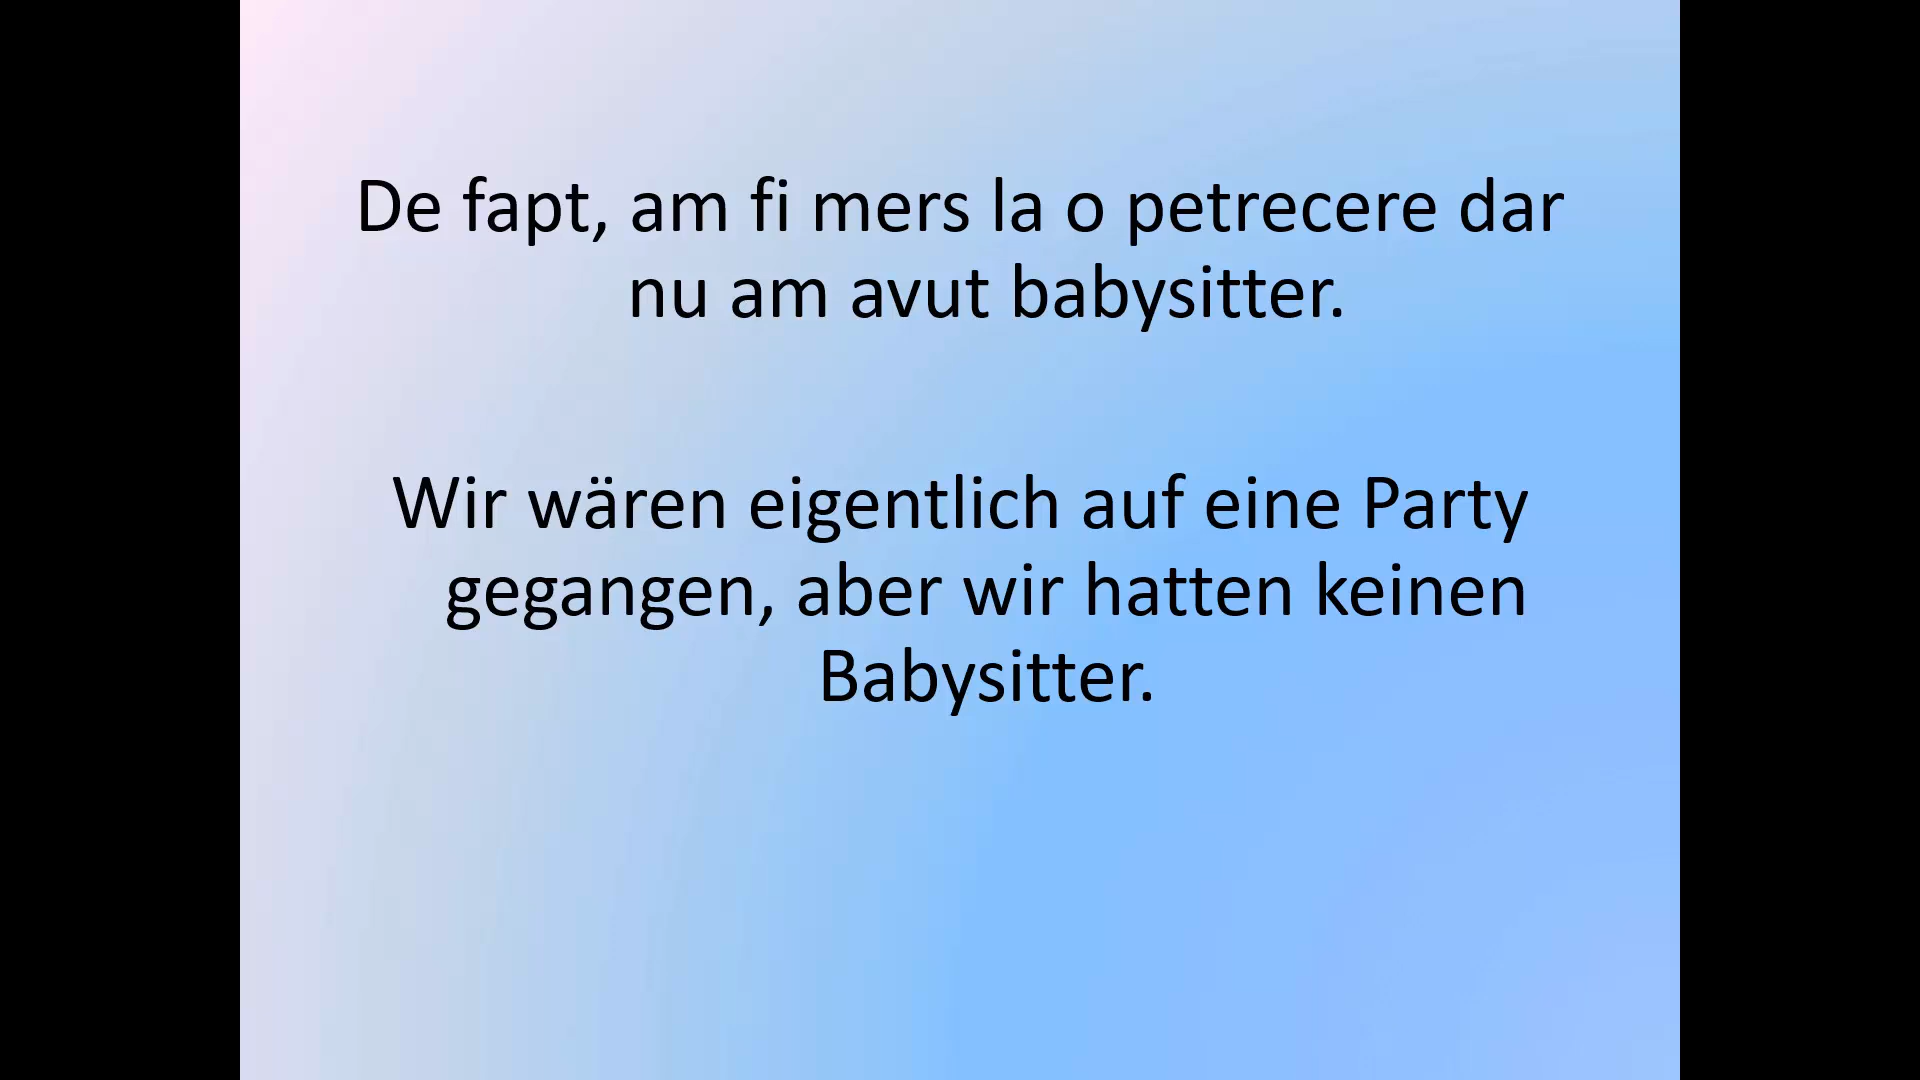 De fapt, am fi mers la o petrecere dar
nu am avut babysitter.
Wir wären eigentlich auf eine Party
gegangen, aber wir hatten keinen
Babysitter.